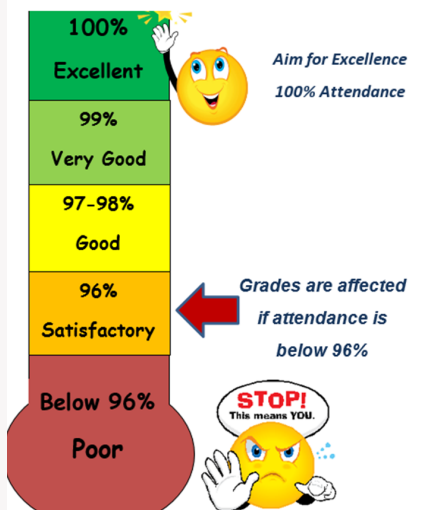 100%
Excellent
Aim for Excellence
100% Attendance
99%
Very Good
97-98%
Good
96%
Satisfactory
Grades are affected
if attendance is
below 96%
Below 96%
Poor
STOP!
This means YOU.